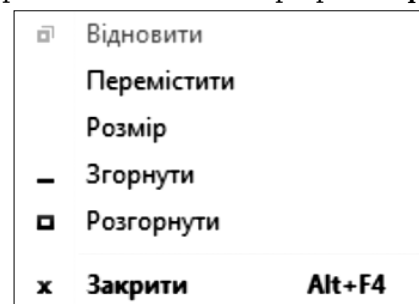 Відновити
Перемістити
Розмір
Згорнути
Розгорнути
Закрити Alt+F4